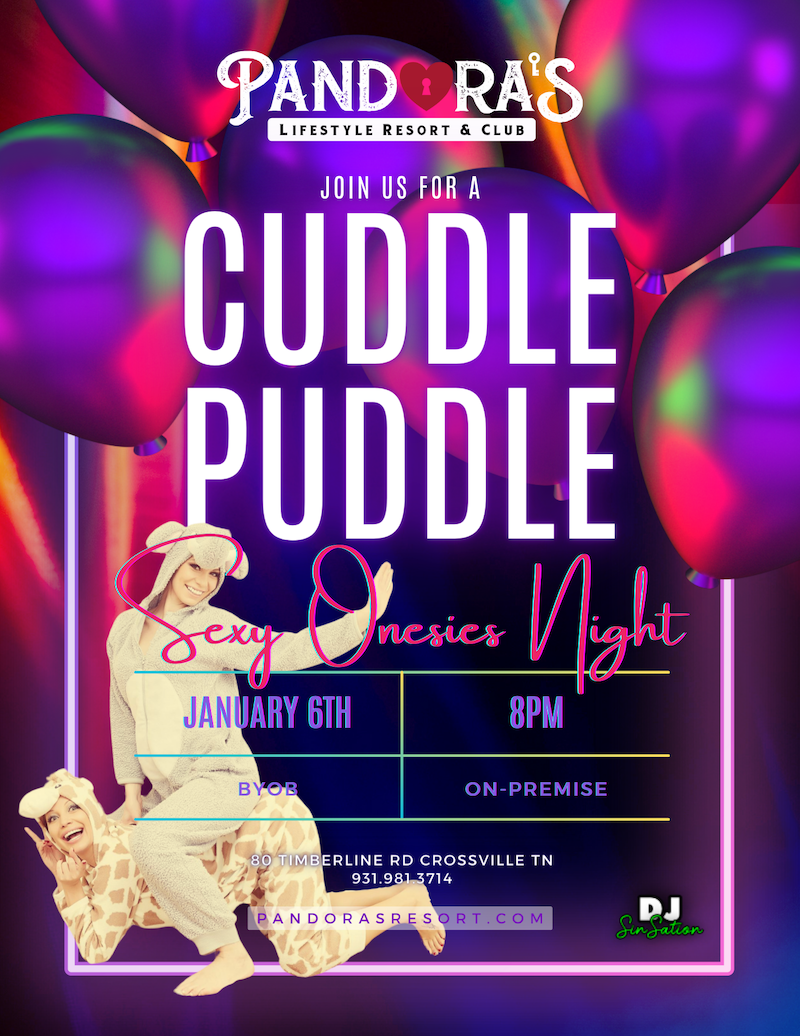 PANDORA'S
LIFESTYLE RESORT & CLUB
JOIN US FOR A
CUDDLE
PUDDLE
Sexy Onesies Night
JANUARY 6TH
8PM
BYOB
ON-PREMISE
80 TIMBERLINE RD CROSSVILLE TN
931.981.3714
PANDORASRESORT.COM
DJ
SinSation